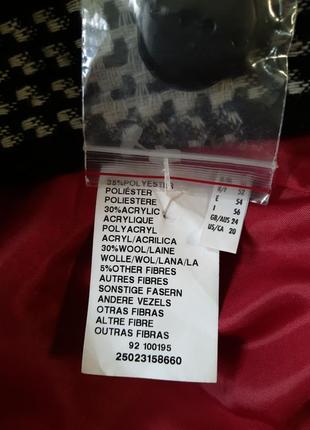 35%POLYESTER
POLIÉSTER
POLIESTERE
30%ACRYLIC
ACRYLIQUE
POLYACRYL
ACRYL/ACRILICA
30%WOOL/LAINE
WOLLE/WOL/LANA/LA
5%OTHER FIBRES
AUTRES FIBRES
SONSTIGE FASERN
ANDERE VEZELS
OTRAS FIBRAS
ALTRE FIBRE
OUTRAS FIBRAS
92 100195
25023158660
52
E 54
I 56
GB/AUS 24
US/CA 20